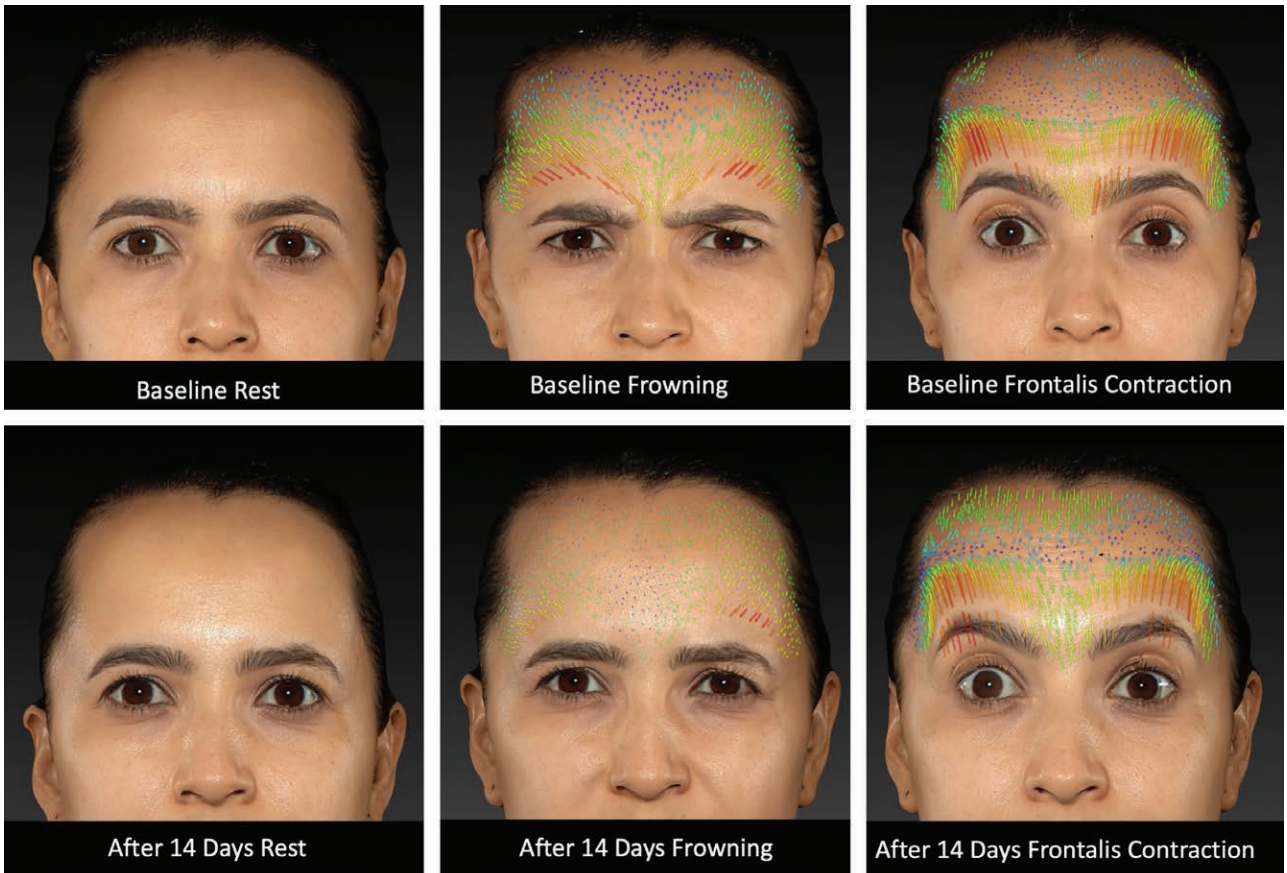 Baseline Rest
Baseline Frowning
Baseline Frontalis Contraction
After 14 Days Rest
After 14 Days Frowning
After 14 Days Frontalis Contraction